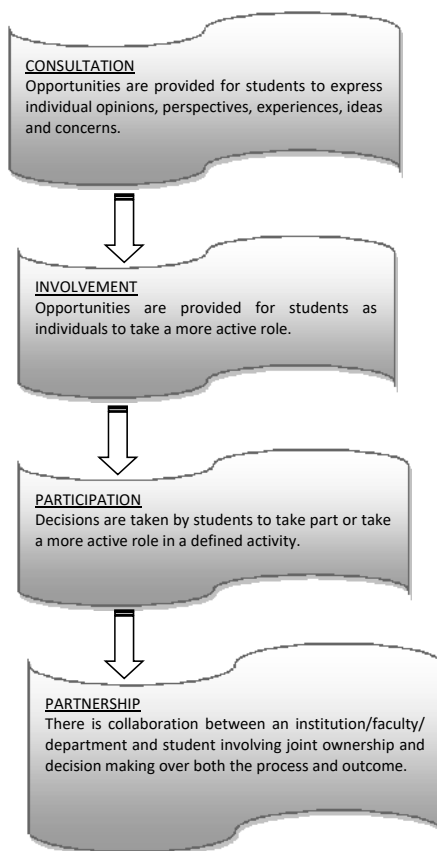 CONSULTATION
Opportunities are provided for students to express
individual opinions, perspectives, experiences, ideas
and concerns.
INVOLVEMENT
Opportunities are provided for students as
individuals to take a more active role.
PARTICIPATION
Decisions are taken by students to take part or take
a more active role in a defined activity.
PARTNERSHIP
There is collaboration between an institution/faculty/
department and student involving joint ownership and
decision making over both the process and outcome.